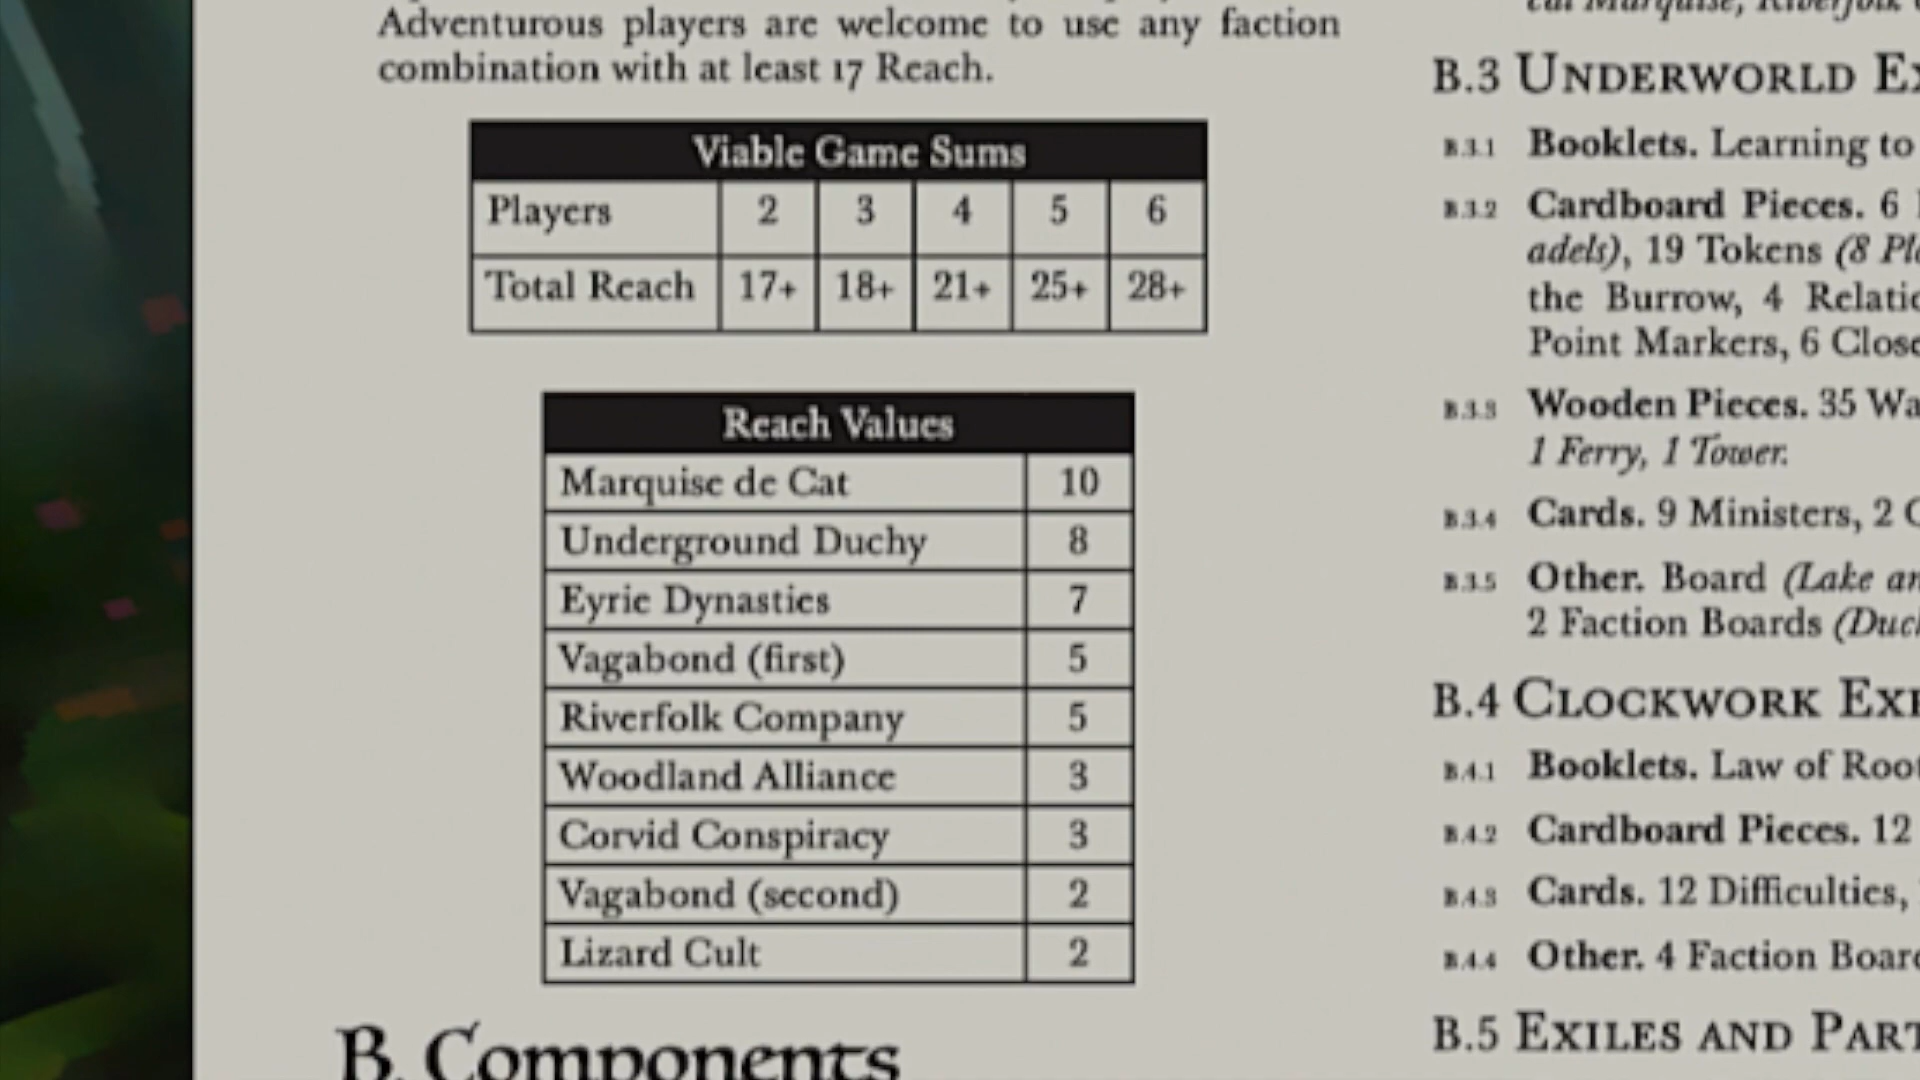 Adventurous players are welcome to use any faction
combination with at least 17 Reach.
Viable Game Sums
Players 2 3 4 5 6
Total Reach 17+ 18+ 21+ 25+ 28+
Reach Values
Marquise de Cat 10
Underground Duchy 8
Eyrie Dynasties 7
Vagabond (first) 5
Riverfolk Company 5
Woodland Alliance 3
Corvid Conspiracy 3
Vagabond (second) 2
Lizard Cult 2
B. Components
B.3 UNDERWORLD
B.3.1 Booklets. Learning to
B.3.2 Cardboard Pieces. 6
adels), 19 Tokens (8
the Burrow, 4
Point Markers, 6
B.3.3 Wooden Pieces. 35
1 Ferry, 1 Tower.
B.3.4 Cards. 9 Ministers, 2
B.3.5 Other. Board (Lake
2 Faction Boards
B.4 CLOCKWORK
B.4.1 Booklets. Law of Root
B.4.2 Cardboard Pieces. 12
B.4.3 Cards. 12 Difficulties,
B.4.4 Other. 4 Faction
B.5 EXILES AND